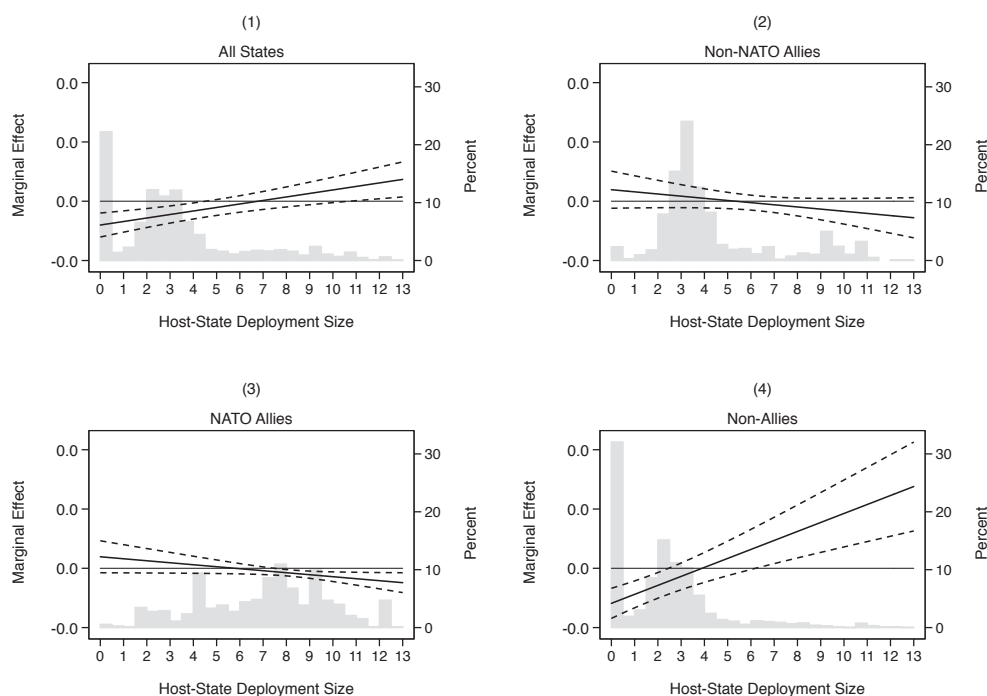 (1)
All States
0.0
0.0
0.0
-0.0
Marginal Effect
30
20
10
0
Percent
0 1 2 3 4 5 6 7 8 9 10 11 12 13
Host-State Deployment Size
(2)
Non-NATO Allies
0.0
0.0
0.0
-0.0
Marginal Effect
30
20
10
0
Percent
0 1 2 3 4 5 6 7 8 9 10 11 12 13
Host-State Deployment Size
(3)
NATO Allies
0.0
0.0
0.0
-0.0
Marginal Effect
30
20
10
0
Percent
0 1 2 3 4 5 6 7 8 9 10 11 12 13
Host-State Deployment Size
(4)
Non-Allies
0.0
0.0
0.0
-0.0
Marginal Effect
30
20
10
0
Percent
0 1 2 3 4 5 6 7 8 9 10 11 12 13
Host-State Deployment Size